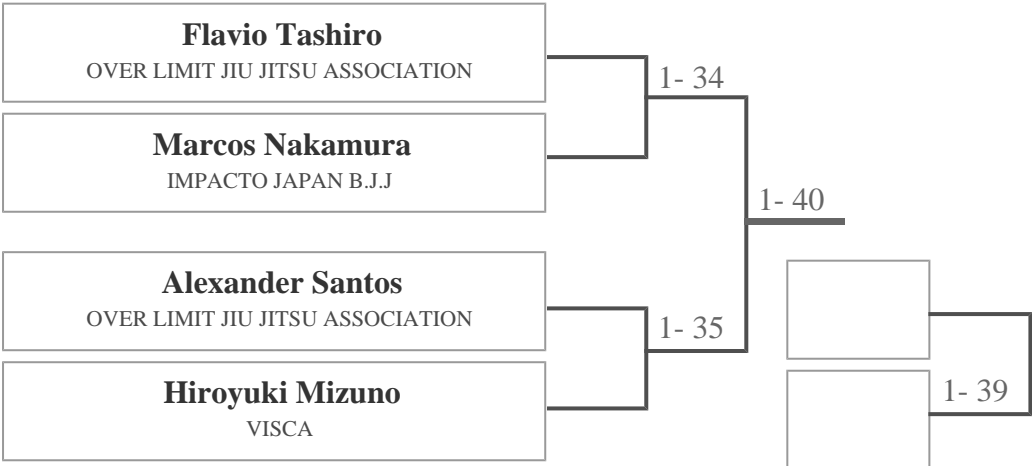 Flavio Tashiro
OVER LIMIT JIU JITSU ASSOCIATION
1- 34
Marcos Nakamura
IMPACTO JAPAN B.J.J
1- 40
Alexander Santos
OVER LIMIT JIU JITSU ASSOCIATION
1- 35
Hiroyuki Mizuno
VISCA
1- 39